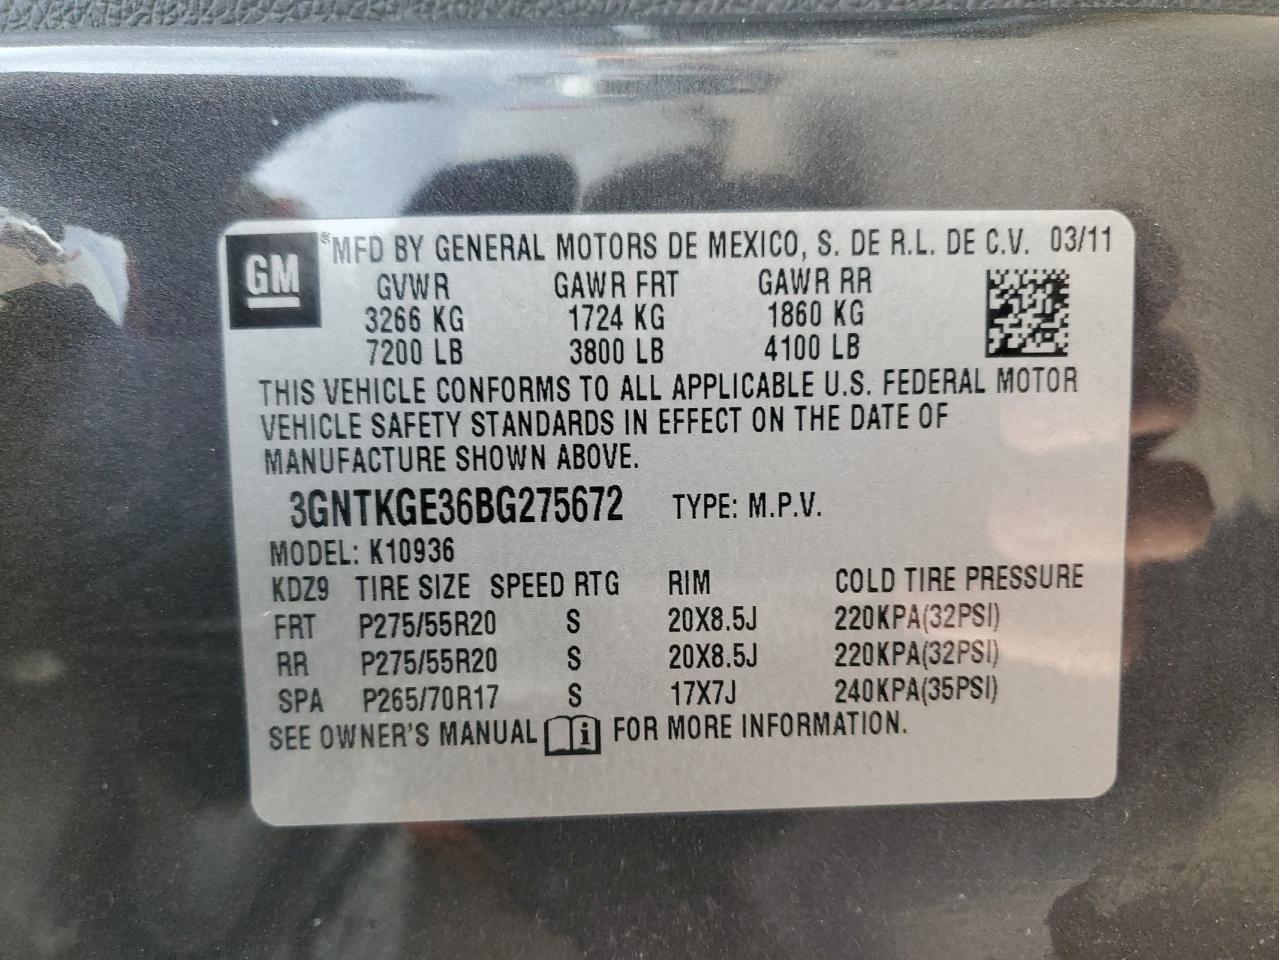 GM ® MFD BY GENERAL MOTORS DE MEXICO, S. DE R.L. DE C.V. 03/11
GVWR GAWR FRT GAWR RR
3266 KG 1724 KG 1860 KG
7200 LB 3800 LB 4100 LB
THIS VEHICLE CONFORMS TO ALL APPLICABLE U.S. FEDERAL MOTOR
VEHICLE SAFETY STANDARDS IN EFFECT ON THE DATE OF
MANUFACTURE SHOWN ABOVE.
3GNTKGE36BG275672 TYPE: M.P.V.
MODEL: K10936
KDZ9 TIRE SIZE SPEED RTG RIM COLD TIRE PRESSURE
FRT P275/55R20 S 20X8.5J 220KPA(32PSI)
RR P275/55R20 S 20X8.5J 220KPA(32PSI)
SPA P265/70R17 S 17X7J 240KPA(35PSI)
SEE OWNER'S MANUAL i FOR MORE INFORMATION.